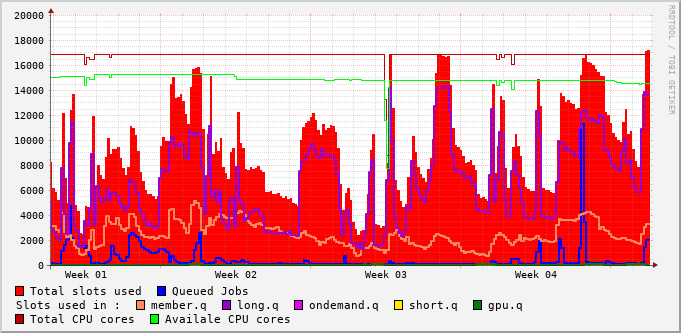 20000
18000
16000
14000
12000
10000
8000
6000
4000
2000
0
Week 01 Week 02 Week 03 Week 04
RRDTOOL / TOBI OETIKER
Total slots used Queued Jobs
Slots used in : member.q long.q ondemand.q short.q gpu.q
Total CPU cores Availale CPU cores